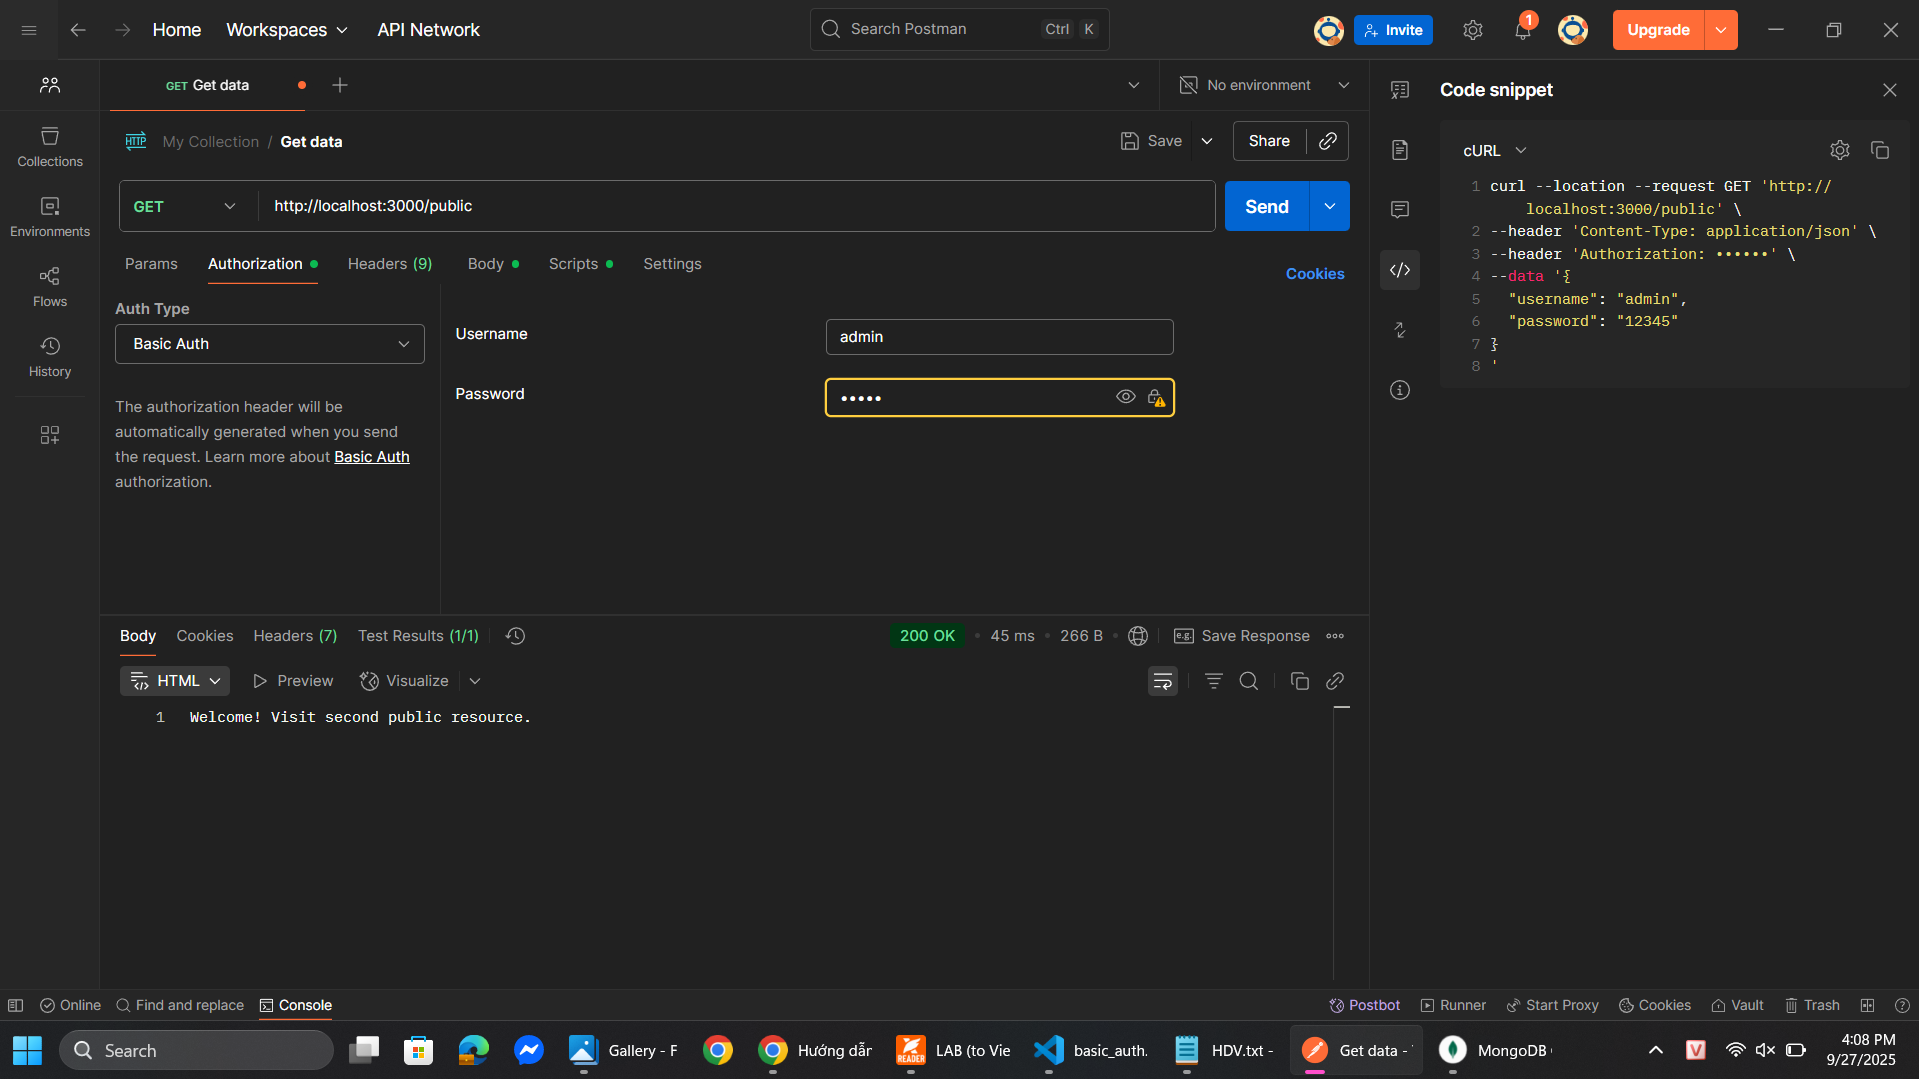 Home Workspaces API Network
Search Postman Ctrl K
Invite 1 Upgrade
GET Get data
No environment
Code snippet
My Collection / Get data
Save Share
cURL
GET http://localhost:3000/public Send
Params Authorization Headers (9) Body Scripts Settings
Cookies
Collections
Environments
Flows
History
Auth Type
Basic Auth
The authorization header will be
automatically generated when you send
the request. Learn more about Basic Auth
authorization.
Username admin
Password •••••
1 curl --location --request GET 'http://
localhost:3000/public' \
2 --header 'Content-Type: application/json' \
3 --header 'Authorization: ••••••' \
4 --data '{
5 "username": "admin",
6 "password": "12345"
7 }
8 '
Body Cookies Headers (7) Test Results (1/1)
200 OK • 45 ms • 266 B e.g. Save Response
HTML Preview Visualize
1 Welcome! Visit second public resource.
Online Find and replace Console
Postbot Runner Start Proxy Cookies Vault Trash
Search
Gallery - F
Hướng dẫr
READER
LAB (to Vie
basic_auth.
HDV.txt -
Get data -
MongoDB
V
4:08 PM
9/27/2025